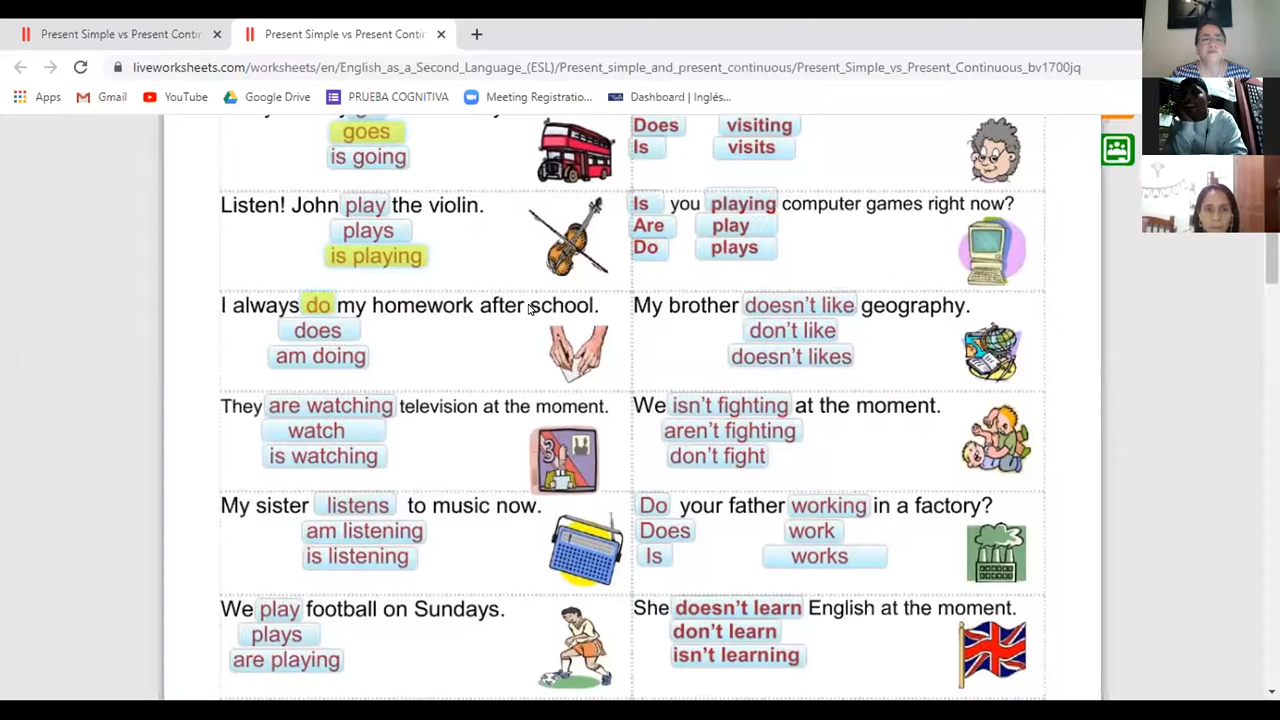 Present Simple vs Present Conti
Present Simple vs Present Conti
liveworksheets.com/worksheets/en/English_as_a_Second_Language_(ESL)/Present_simple_and_present_continuous/Present_Simple_vs_Present_Continuous_bv1700jq
Apps Gmail YouTube Google Drive PRUEBA COGNITIVA Meeting Registratio... Dashboard | Inglés...
goes
is going
Does visiting
Is visits
Listen! John play the violin.
plays
is playing
Is you playing computer games right now?
Are play
Do plays
I always do my homework after school.
does
am doing
My brother doesn't like geography.
don't like
doesn't likes
They are watching television at the moment.
watch
is watching
We isn't fighting at the moment.
aren't fighting
don't fight
My sister listens to music now.
am listening
is listening
Do your father working in a factory?
Does work
Is works
We play football on Sundays.
plays
are playing
She doesn't learn English at the moment.
don't learn
isn't learning